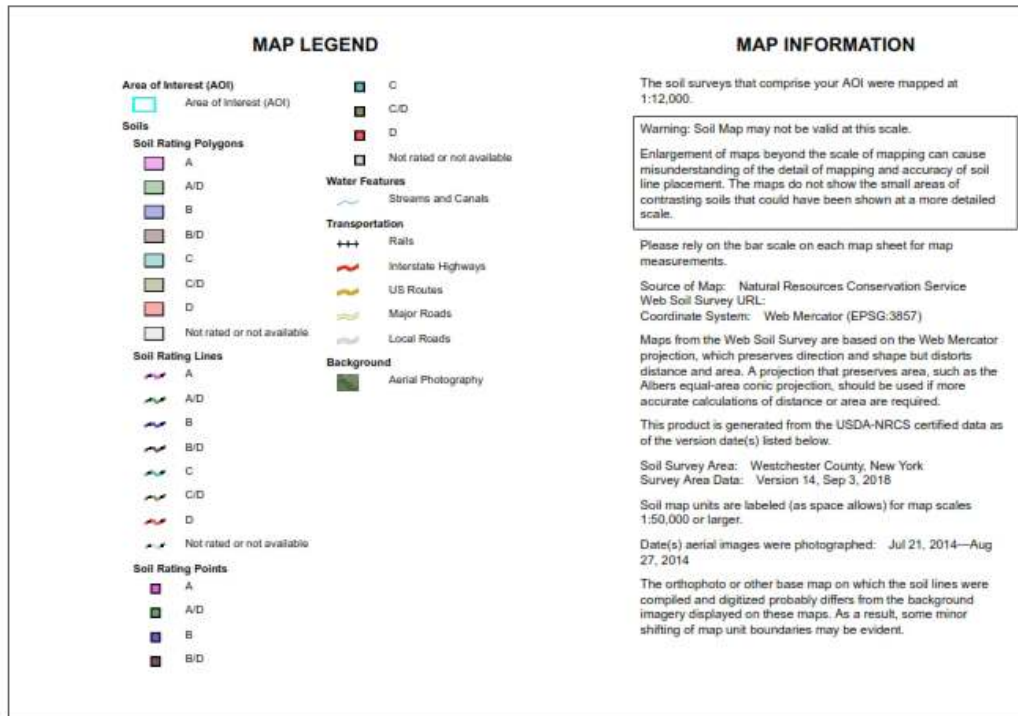 MAP LEGEND
Area of Interest (AOI)
Area of Interest (AOI)
Soils
Soil Rating Polygons
A
A/D
B
B/D
C
C/D
D
Not rated or not available
Soil Rating Lines
A
A/D
B
B/D
C
C/D
D
Not rated or not available
Soil Rating Points
A
A/D
B
B/D
C
C/D
D
Not rated or not available
Water Features
Streams and Canals
Transportation
Rails
Interstate Highways
US Routes
Major Roads
Local Roads
Background
Aerial Photography
MAP INFORMATION
The soil surveys that comprise your AOI were mapped at
1:12,000.
Warning: Soil Map may not be valid at this scale.
Enlargement of maps beyond the scale of mapping can cause
misunderstanding of the detail of mapping and accuracy of soil
line placement. The maps do not show the small areas of
contrasting soils that could have been shown at a more detailed
scale.
Please rely on the bar scale on each map sheet for map
measurements.
Source of Map: Natural Resources Conservation Service
Web Soil Survey URL:
Coordinate System: Web Mercator (EPSG:3857)
Maps from the Web Soil Survey are based on the Web Mercator
projection, which preserves direction and shape but distorts
distance and area. A projection that preserves area, such as the
Albers equal-area conic projection, should be used if more
accurate calculations of distance or area are required.
This product is generated from the USDA-NRCS certified data as
of the version date(s) listed below.
Soil Survey Area: Westchester County, New York
Survey Area Data: Version 14, Sep 3, 2018
Soil map units are labeled (as space allows) for map scales
1:50,000 or larger.
Date(s) aerial images were photographed: Jul 21, 2014—Aug
27, 2014
The orthophoto or other base map on which the soil lines were
compiled and digitized probably differs from the background
imagery displayed on these maps. As a result, some minor
shifting of map unit boundaries may be evident.